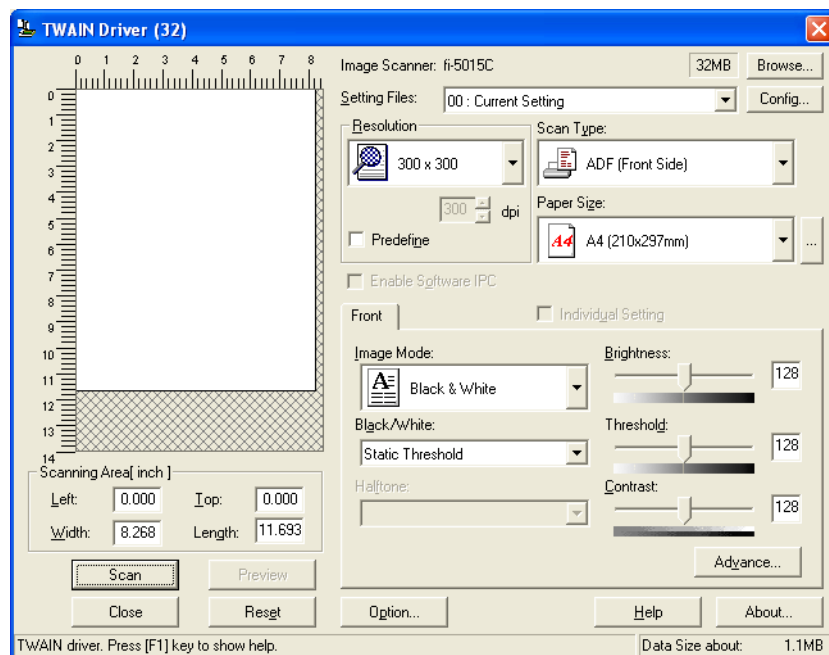 TWAIN Driver (32)
0 1 2 3 4 5 6 7 8
0
1
2
3
4
5
6
7
8
9
10
11
12
13
14
Image Scanner: fi-5015C 32MB Browse...
Setting Files: 00 : Current Setting Config...
Resolution
300 x 300
300 dpi
Predefine
Scan Type:
ADF (Front Side)
Paper Size:
A4 A4 (210x297mm) ...
Enable Software IPC
Front Individual Setting
Image Mode:
A Black & White
Black/White:
Static Threshold
Halftone:
Brightness:
128
Threshold:
128
Contrast:
128
Advance...
Scanning Area[ inch ]
Left: 0.000 Top: 0.000
Width: 8.268 Length: 11.693
Scan Preview
Close Reset Option... Help About...
TWAIN driver. Press [F1] key to show help. Data Size about: 1.1MB